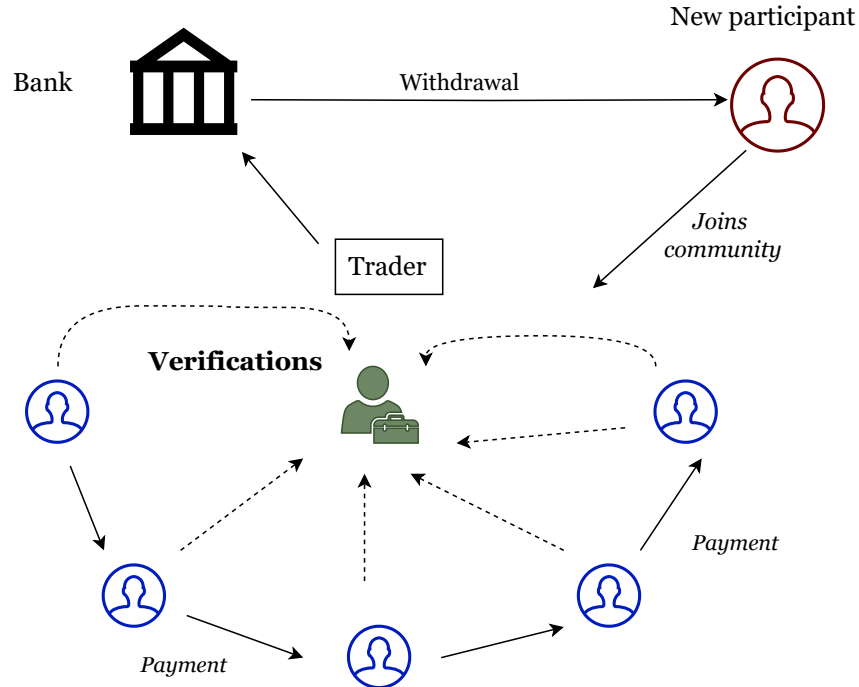 New participant
Bank
Withdrawal
Joins
community
Trader
Verifications
Payment
Payment